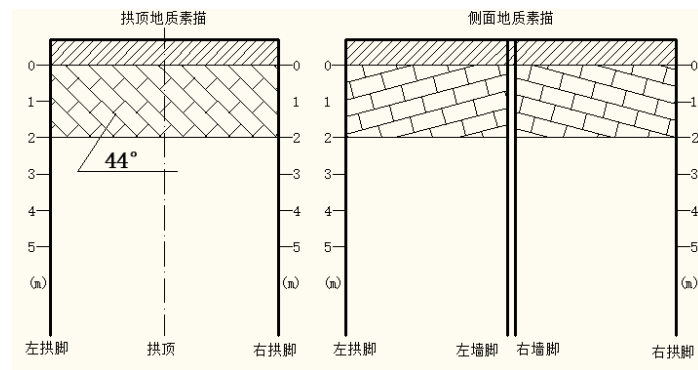 拱顶地质素描
侧面地质素描
0 0 0 0
1 1 1 1
2 2 2 2
44°
3 3 3 3
4 4 4 4
5 5 5 5
(m) (m) (m) (m)
左拱脚 拱顶 右拱脚 左拱脚 左墙脚 右墙脚 右拱脚